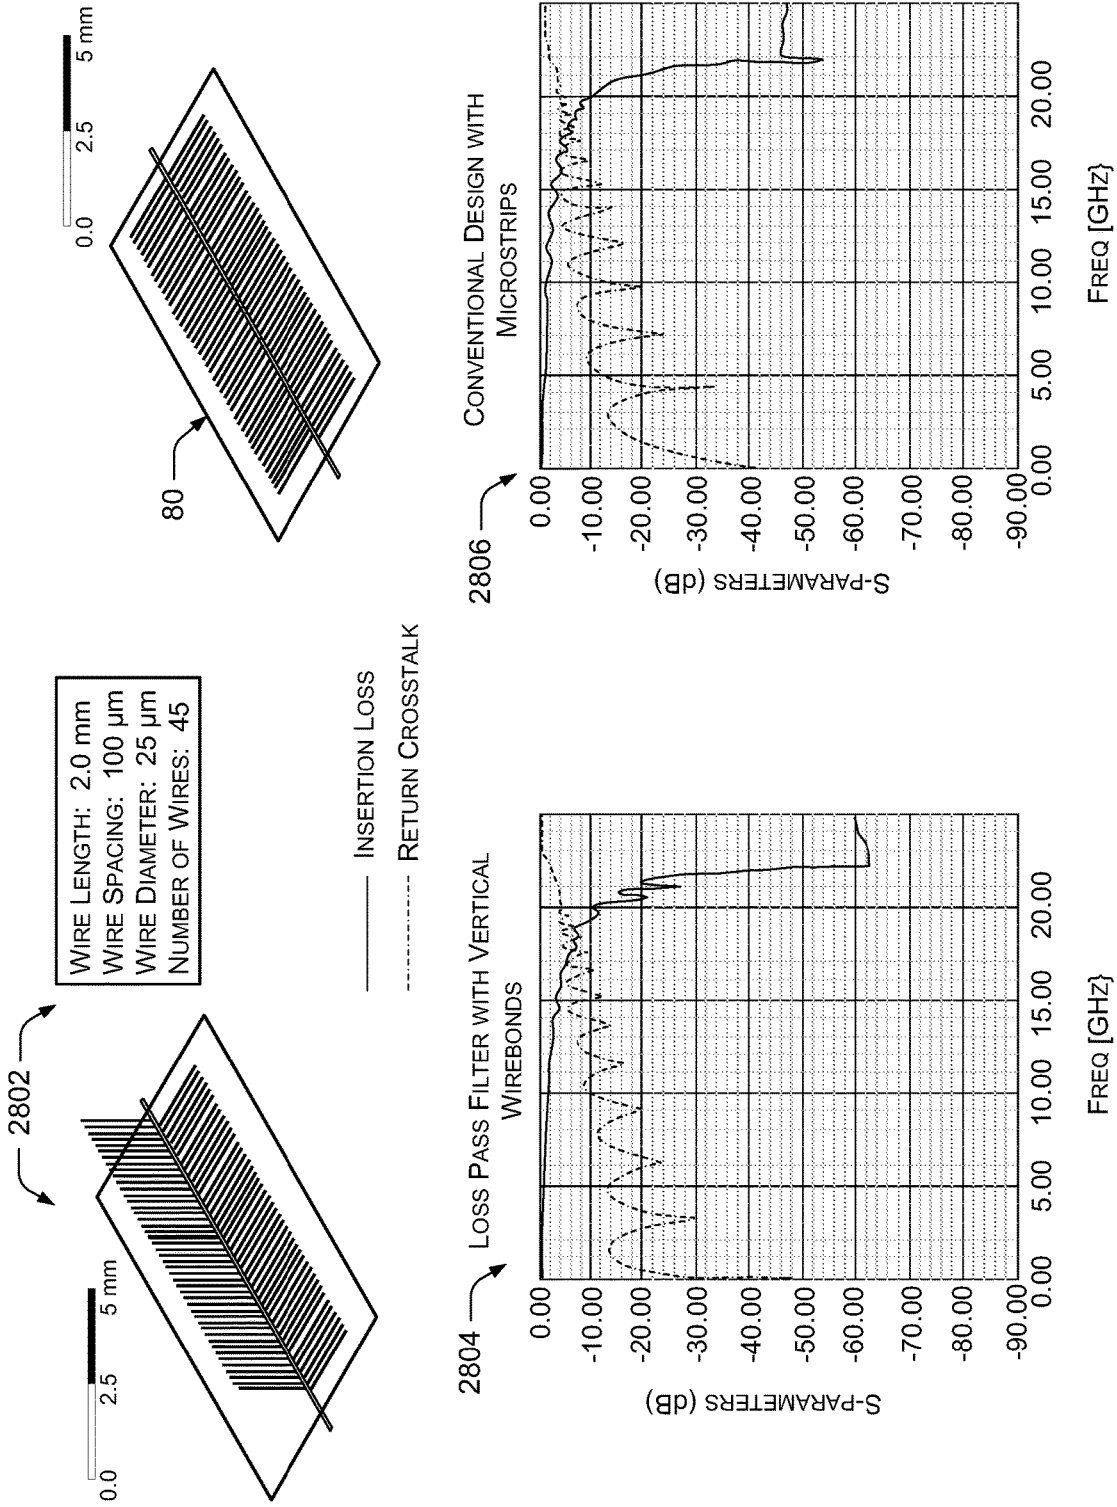 0.0 2.5 5 mm
2802
WIRE LENGTH: 2.0 mm
WIRE SPACING: 100 µm
WIRE DIAMETER: 25 µm
NUMBER OF WIRES: 45
0.0 2.5 5 mm
80
INSERTION LOSS
RETURN CROSSTALK
2804
LOSS PASS FILTER WITH VERTICAL
WIREBONDS
S-PARAMETERS (dB)
0.00
-10.00
-20.00
-30.00
-40.00
-50.00
-60.00
-70.00
-80.00
-90.00
0.00 5.00 10.00 15.00 20.00
FREQ [GHZ}
2806
CONVENTIONAL DESIGN WITH
MICROSTRIPS
S-PARAMETERS (dB)
0.00
-10.00
-20.00
-30.00
-40.00
-50.00
-60.00
-70.00
-80.00
-90.00
0.00 5.00 10.00 15.00 20.00
FREQ [GHZ}